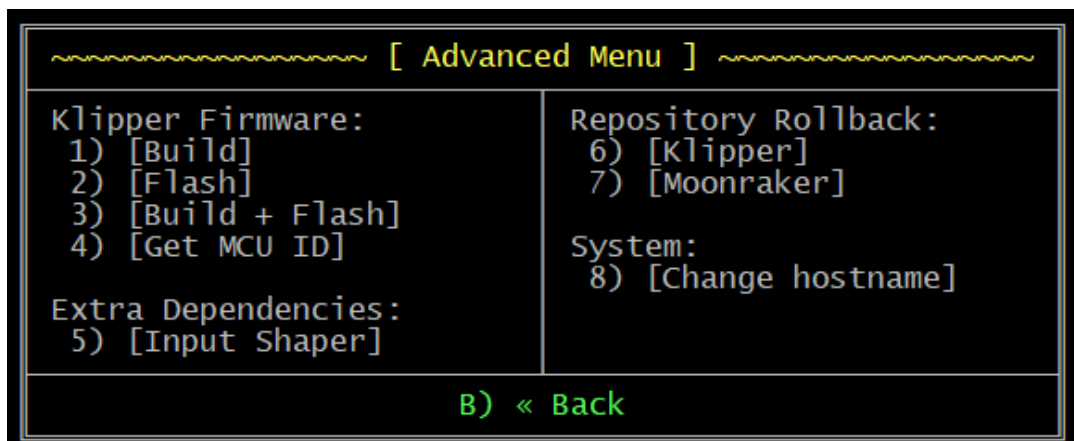 ~~~~~~~~~~~~~~~~~ [ Advanced Menu ] ~~~~~~~~~~~~~~~~~
Klipper Firmware:
1) [Build]
2) [Flash]
3) [Build + Flash]
4) [Get MCU ID]
Extra Dependencies:
5) [Input Shaper]
Repository Rollback:
6) [Klipper]
7) [Moonraker]
System:
8) [Change hostname]
B) « Back